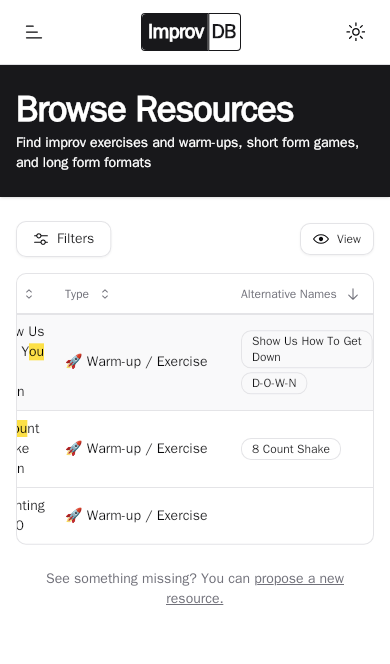 Improv DB
Browse Resources
Find improv exercises and warm-ups, short form games,
and long form formats
Filters
View
Type
Alternative Names
w Us
You
n
🚀 Warm-up / Exercise
Show Us How To Get
Down
D-O-W-N
ount
ke
n
🚀 Warm-up / Exercise
8 Count Shake
nting
0
🚀 Warm-up / Exercise
See something missing? You can propose a new
resource.